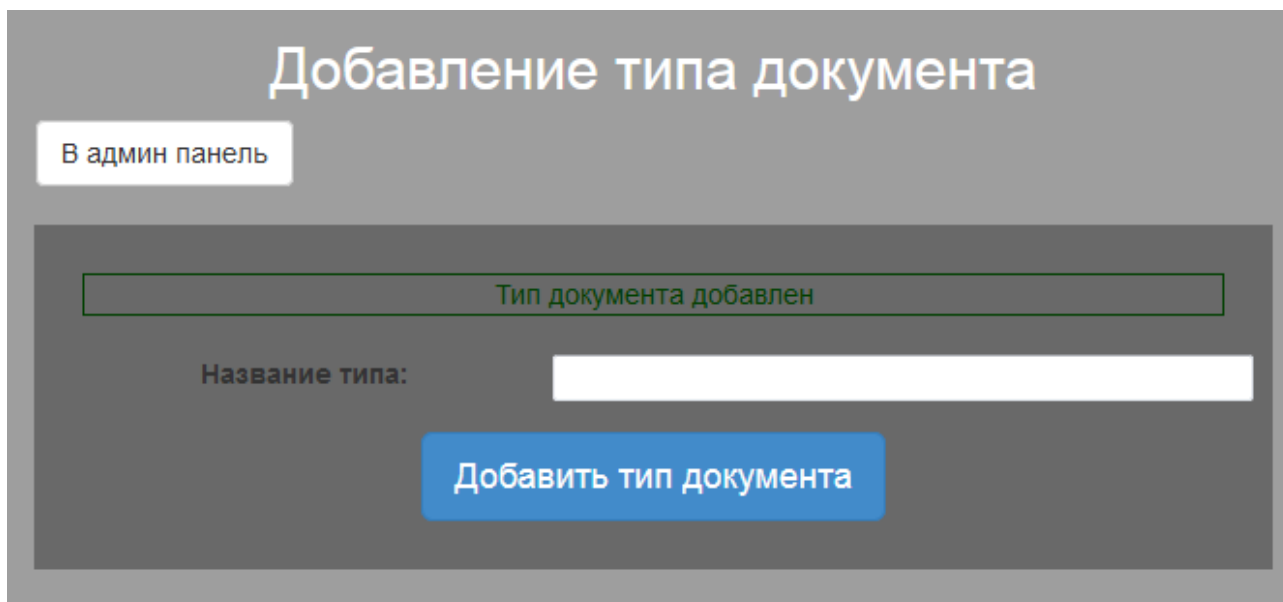 Добавление типа документа
В админ панель
Тип документа добавлен
Название типа:
Добавить тип документа